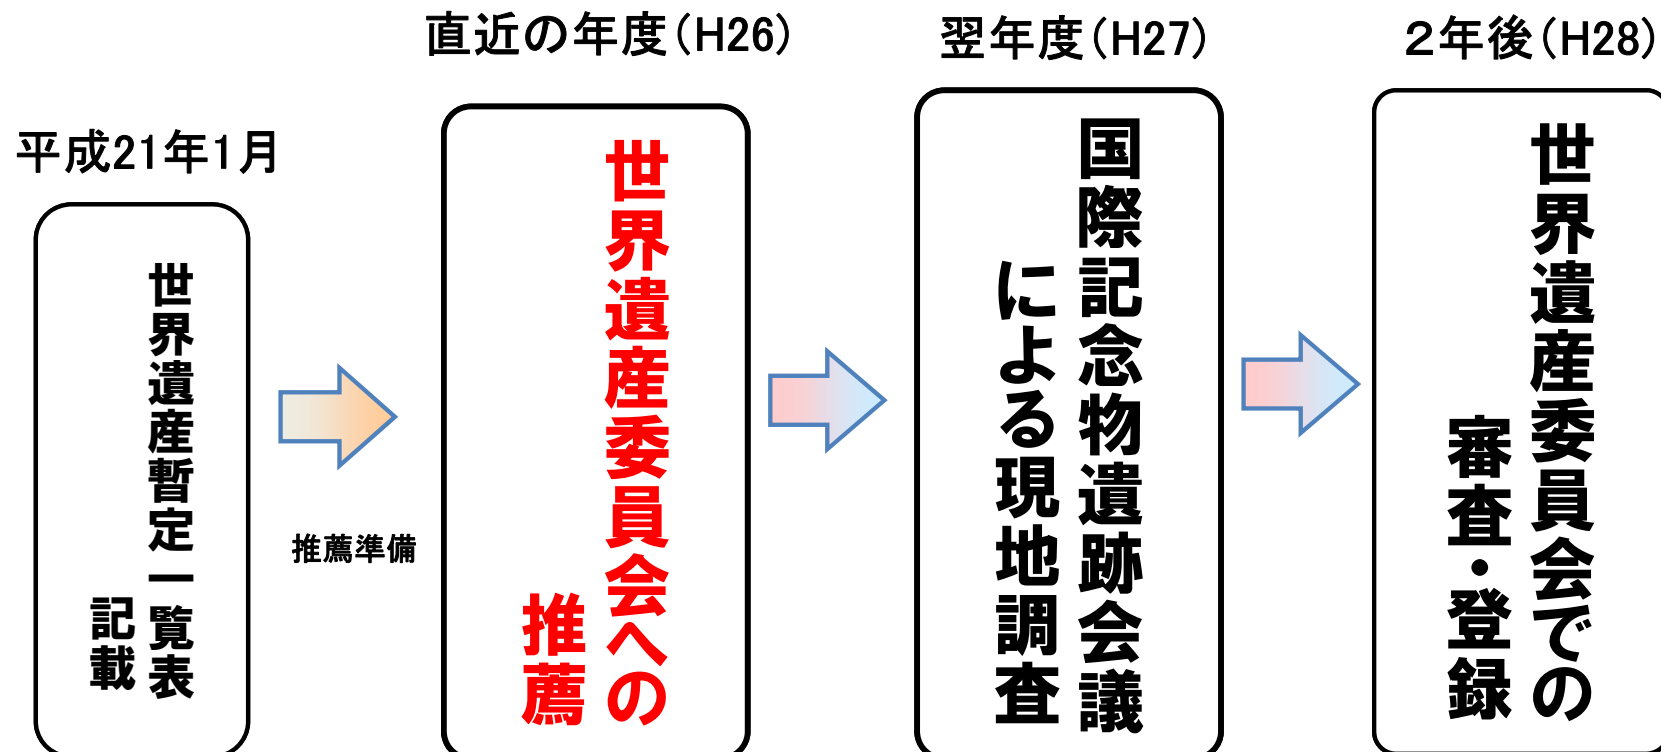 平成21年1月
世界遺産暫定一覧表
記載
推薦準備
直近の年度(H26)
世界遺産委員会への
推薦
翌年度(H27)
国際記念物遺跡会議
による現地調査
２年後(H28)
世界遺産委員会での
審査・登録